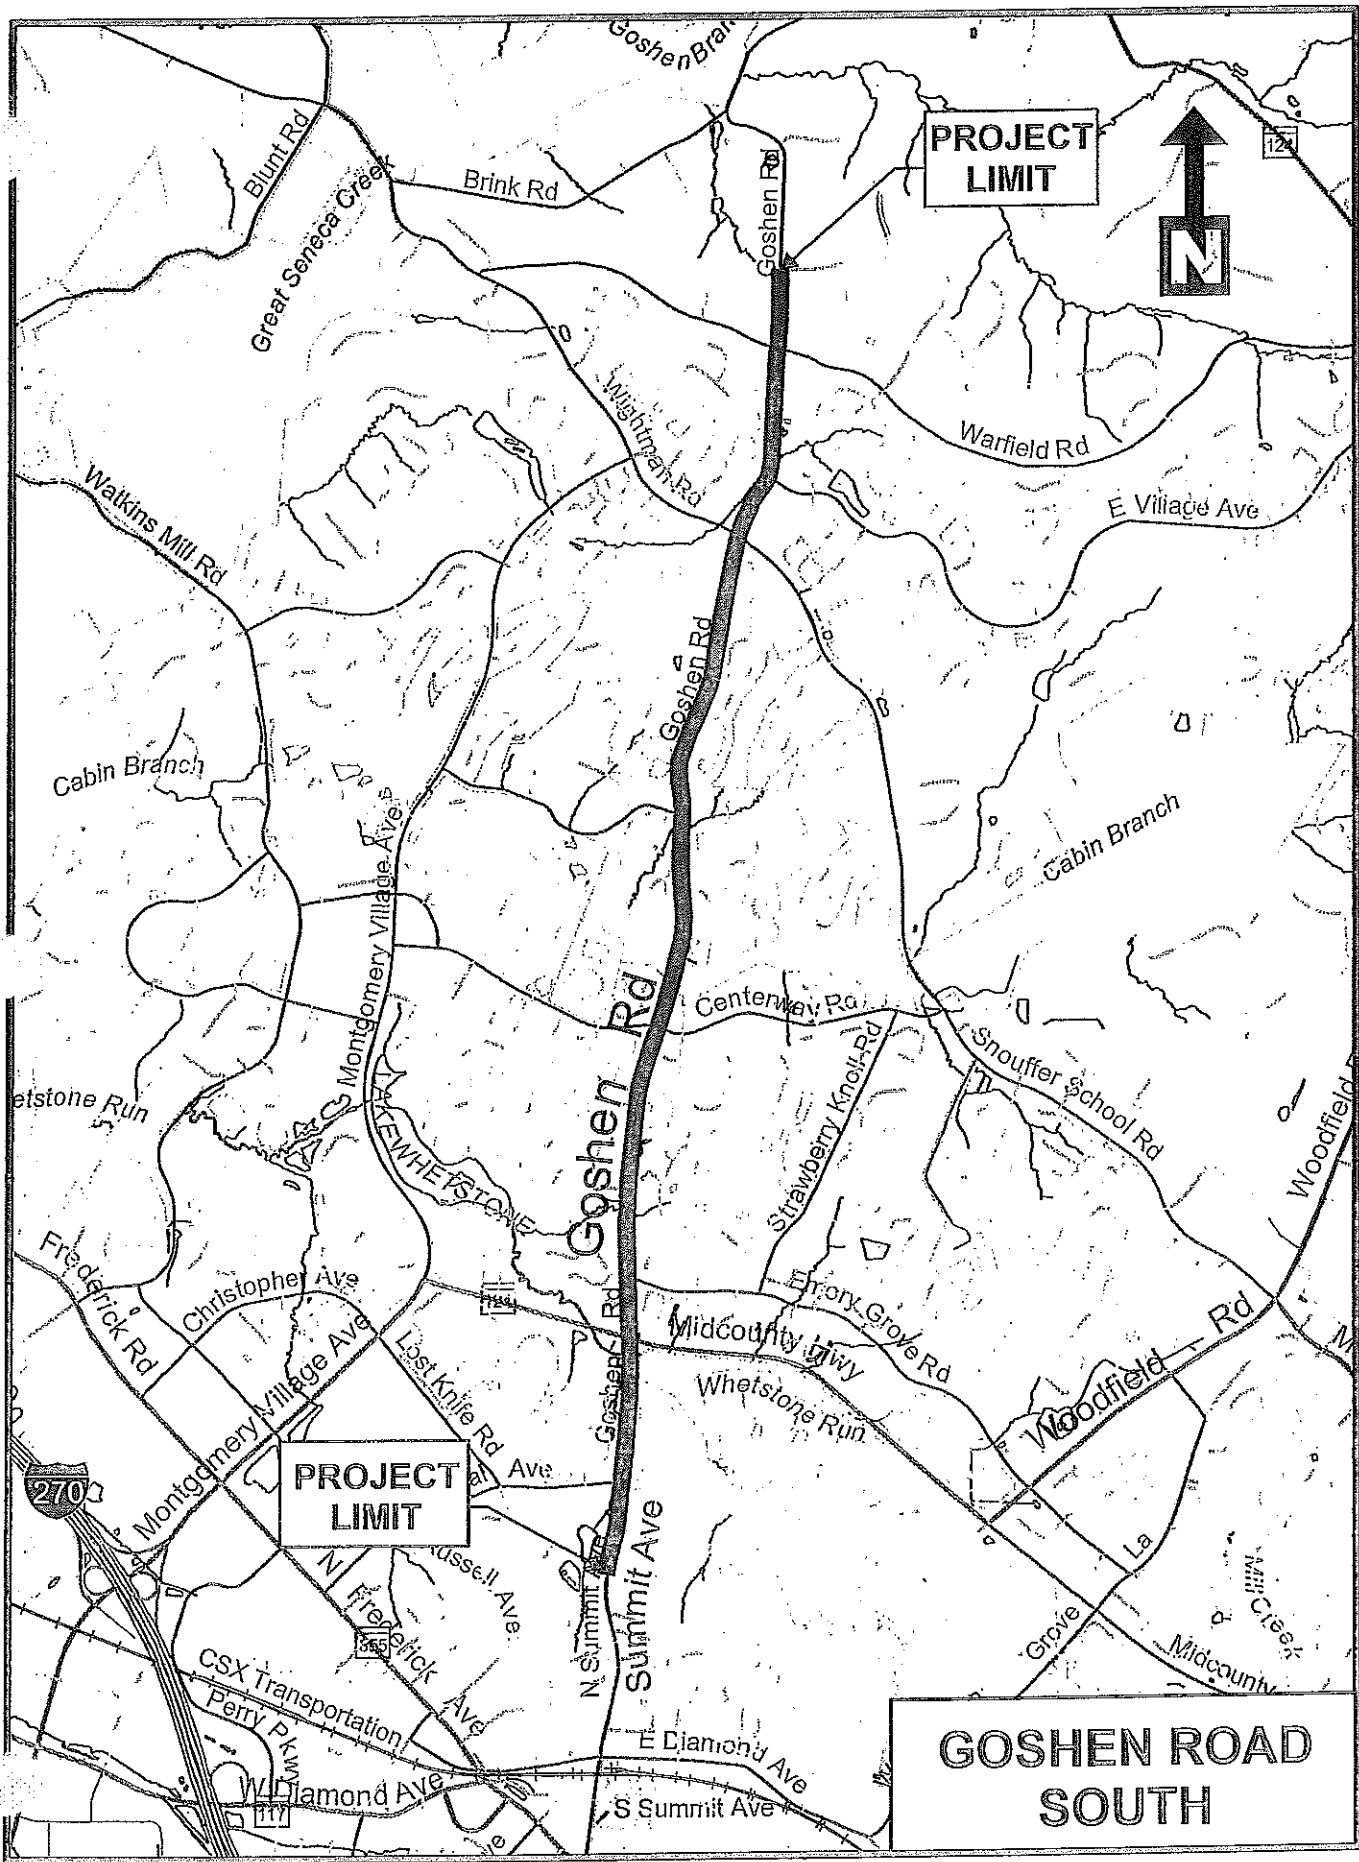 Goshen Bran
PROJECT
LIMIT
124
Blunt Rd
Brink Rd
Goshen Rd
N
Great Seneca Creek
Wightman Rd
Warfield Rd
E Village Ave
Watkins Mill Rd
Goshen Rd
Cabin Branch
Cabin Branch
Montgomery Village Ave
Goshen Rd
Centerway Rd
Strawberry Knoll Rd
Snouffer School Rd
etstone Run
LAKE WHETSTONE
Woodfield
Frederick Rd
Christopher Ave
124
Goshen Rd
Emory Grove Rd
Midcounty Hwy
Whetstone Run
Woodfield Rd
Lost Knife Rd
Montgomery Village Ave
270
PROJECT
LIMIT
Ave
Russell Ave
N Summit
Summit Ave
N Frederick Ave
355
Grove La
Mill Creek
Midcounty
CSX Transportation
Perry Pkwy
W Diamond Ave
117
E Diamond Ave
S Summit Ave
GOSHEN ROAD
SOUTH